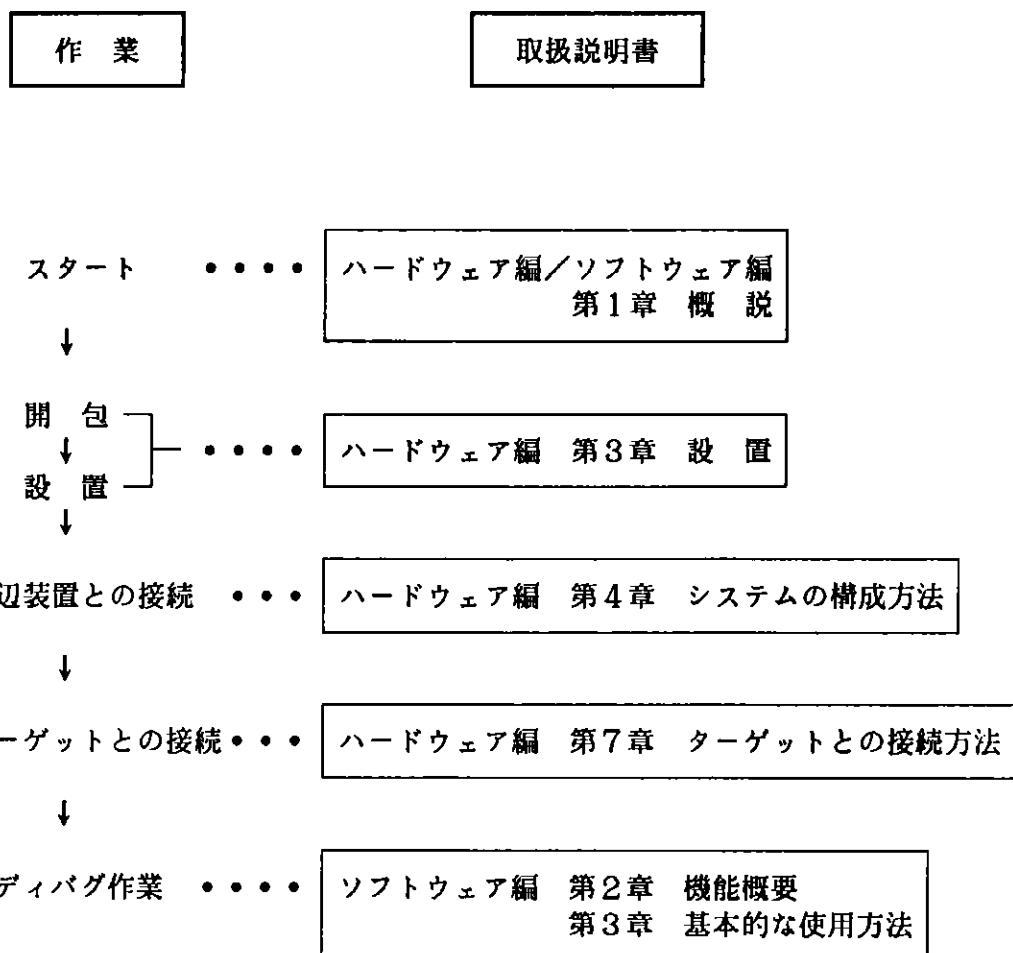 作 業 取扱説明書
スタート ・・・・ ハードウェア編／ソフトウェア編
第1章 概 説
↓
開 包
↓ ・・・・ ハードウェア編 第3章 設 置
設 置
↓
辺装置との接続 ・・・ ハードウェア編 第4章 システムの構成方法
↓
ーゲットとの接続・・・ ハードウェア編 第7章 ターゲットとの接続方法
↓
ディバグ作業 ・・・・ ソフトウェア編 第2章 機能概要
第3章 基本的な使用方法